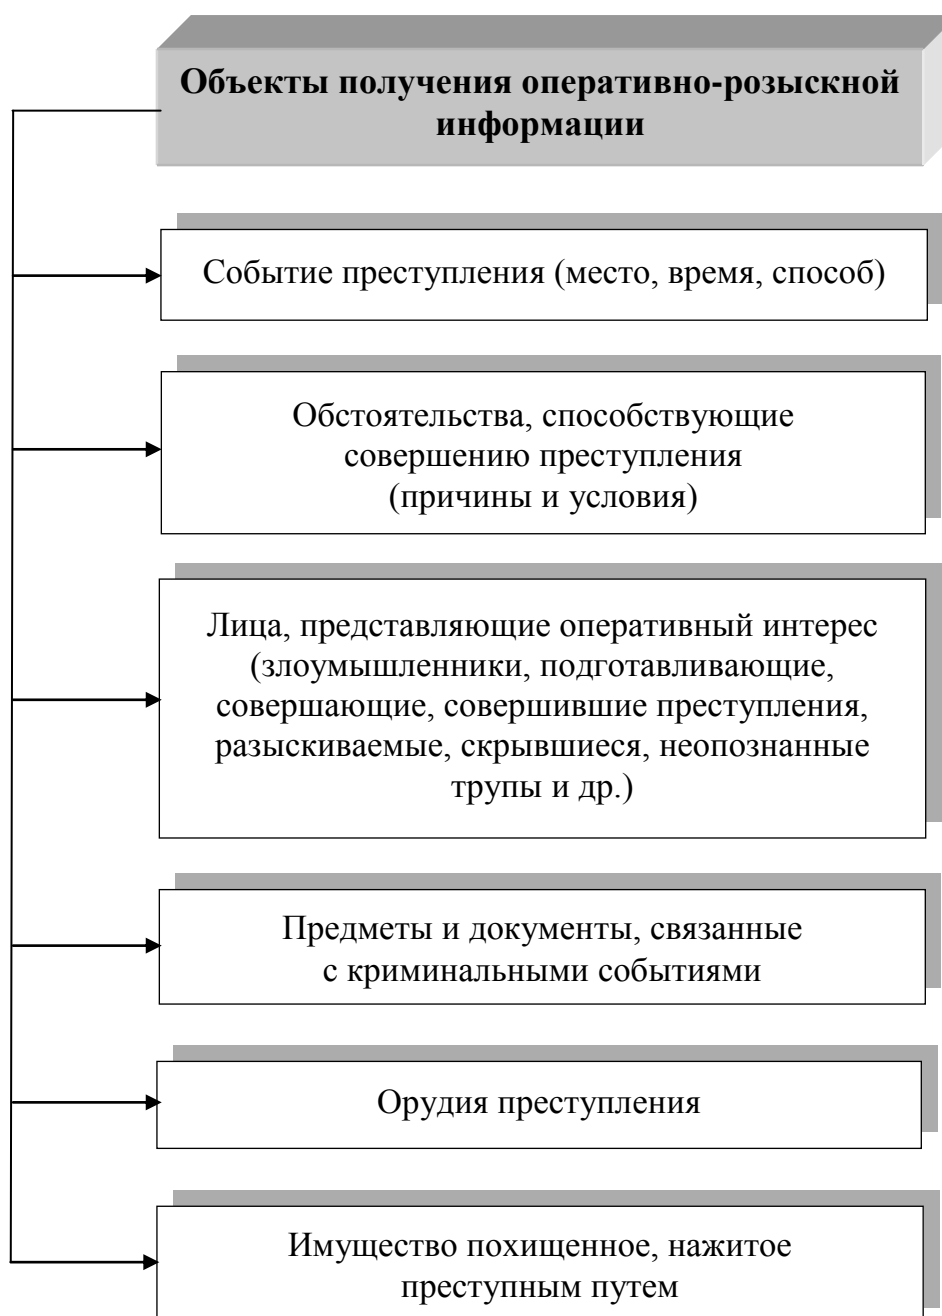 Объекты получения оперативно-розыскной
информации
Событие преступления (место, время, способ)
Обстоятельства, способствующие
совершению преступления
(причины и условия)
Лица, представляющие оперативный интерес
(злоумышленники, подготавливающие,
совершающие, совершившие преступления,
разыскиваемые, скрывшиеся, неопознанные
трупы и др.)
Предметы и документы, связанные
с криминальными событиями
Орудия преступления
Имущество похищенное, нажитое
преступным путем